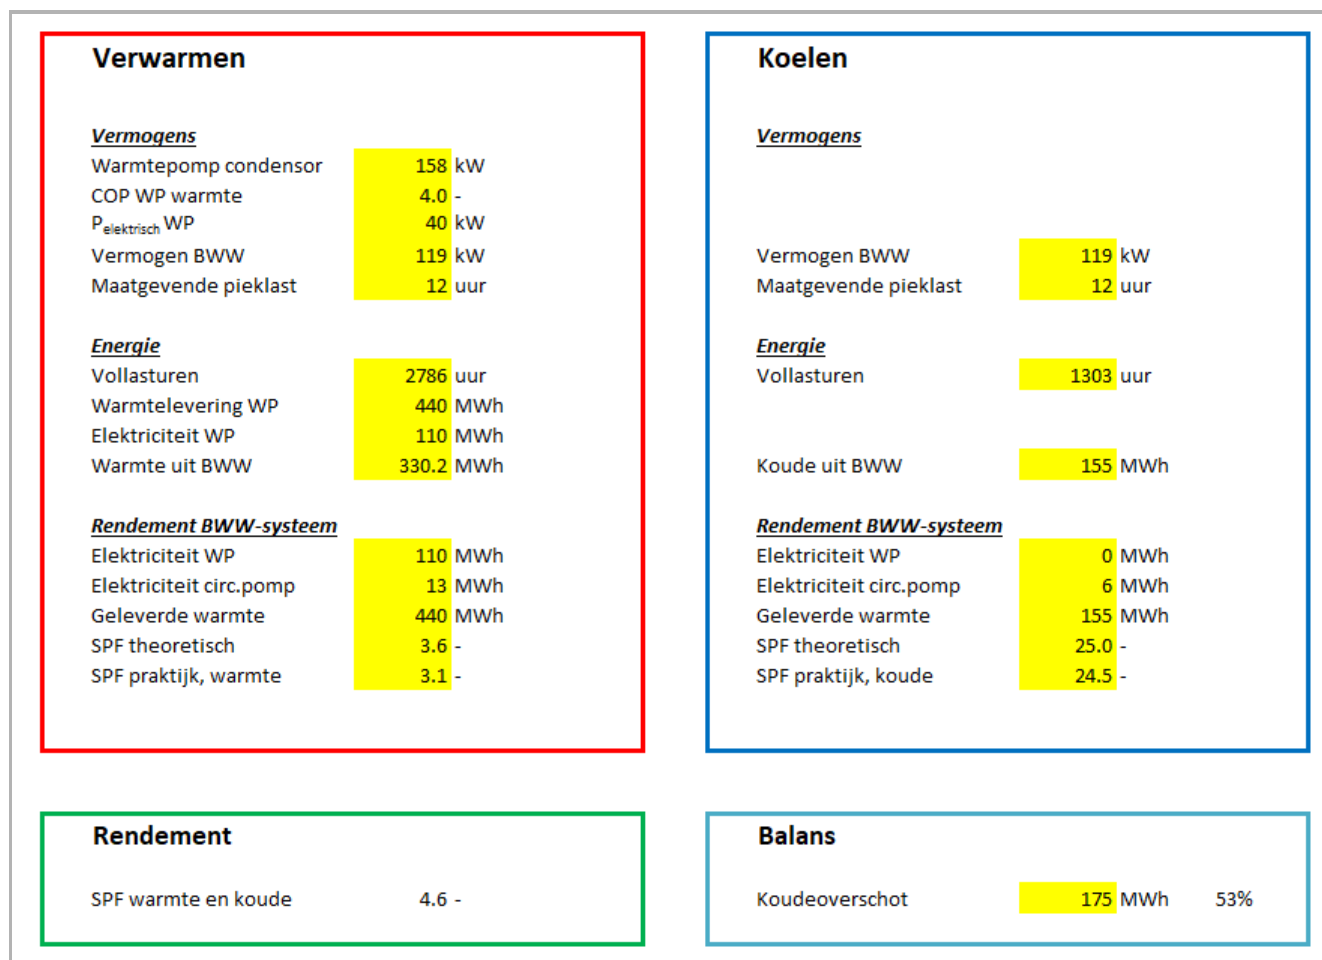 Verwarmen
Vermogens
Warmtepomp condensor 158 kW
COP WP warmte 4.0 -
Pelektrisch WP 40 kW
Vermogen BWW 119 kW
Maatgevende pieklast 12 uur
Energie
Vollasturen 2786 uur
Warmtelevering WP 440 MWh
Elektriciteit WP 110 MWh
Warmte uit BWW 330.2 MWh
Rendement BWW-systeem
Elektriciteit WP 110 MWh
Elektriciteit circ.pomp 13 MWh
Geleverde warmte 440 MWh
SPF theoretisch 3.6 -
SPF praktijk, warmte 3.1 -
Koelen
Vermogens
Vermogen BWW 119 kW
Maatgevende pieklast 12 uur
Energie
Vollasturen 1303 uur
Koude uit BWW 155 MWh
Rendement BWW-systeem
Elektriciteit WP 0 MWh
Elektriciteit circ.pomp 6 MWh
Geleverde warmte 155 MWh
SPF theoretisch 25.0 -
SPF praktijk, koude 24.5 -
Rendement
SPF warmte en koude 4.6 -
Balans
Koudeoverschot 175 MWh 53%